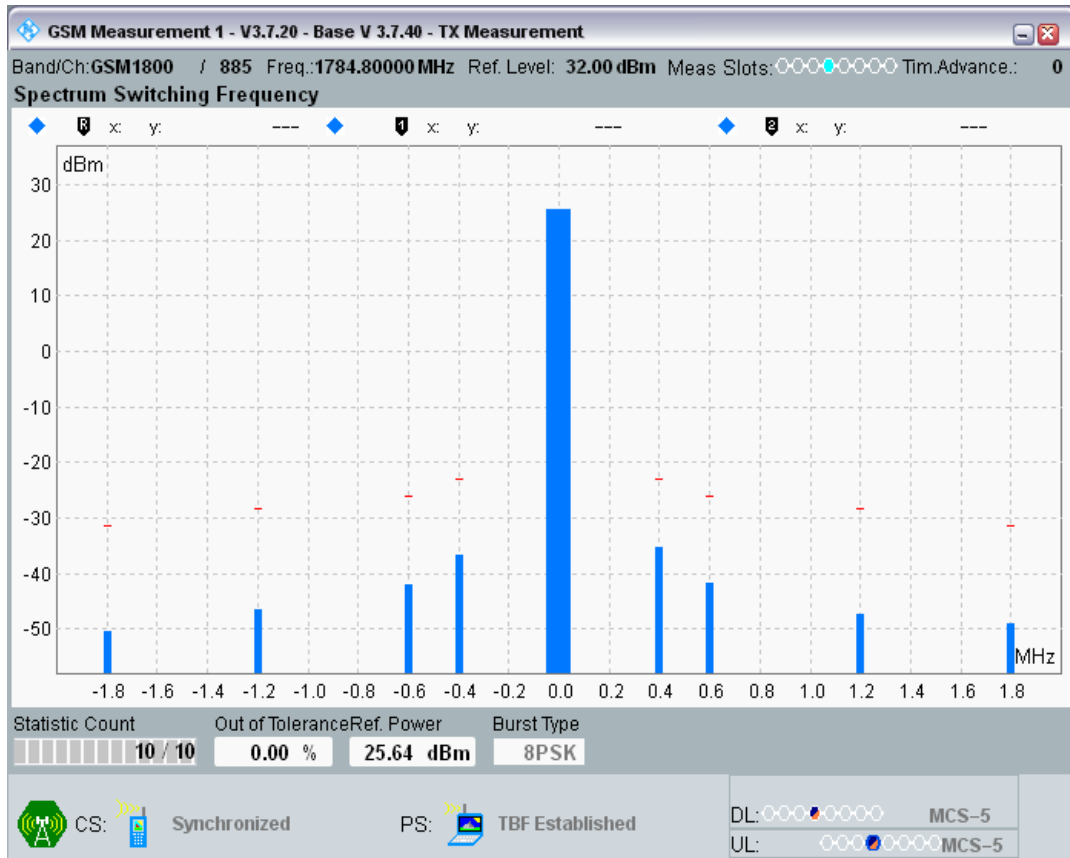 GSM Measurement 1 - V3.7.20 - Base V 3.7.40 - TX Measurement
Band/Ch:GSM1800 / 885 Freq.:1784.80000 MHz Ref. Level: 32.00 dBm Meas Slots: Tim.Advance.: 0
Spectrum Switching Frequency
R x: y: --- 1 x: y: --- 2 x: y: ---
dBm
30
20
10
0
-10
-20
-30
-40
-50
MHz
-1.8 -1.6 -1.4 -1.2 -1.0 -0.8 -0.6 -0.4 -0.2 0.0 0.2 0.4 0.6 0.8 1.0 1.2 1.4 1.6 1.8
Statistic Count Out of Tolerance Ref. Power Burst Type
10 / 10 0.00 % 25.64 dBm 8PSK
CS: Synchronized PS: TBF Established DL: MCS-5
UL: MCS-5